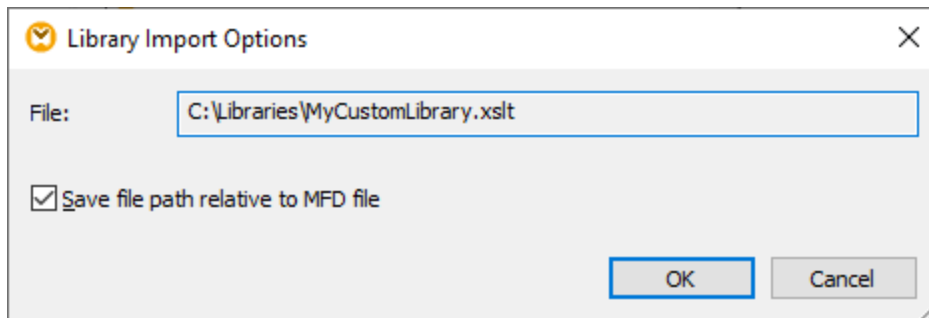 Library Import Options
File:
C:\Libraries\MyCustomLibrary.xslt
Save file path relative to MFD file
OK
Cancel